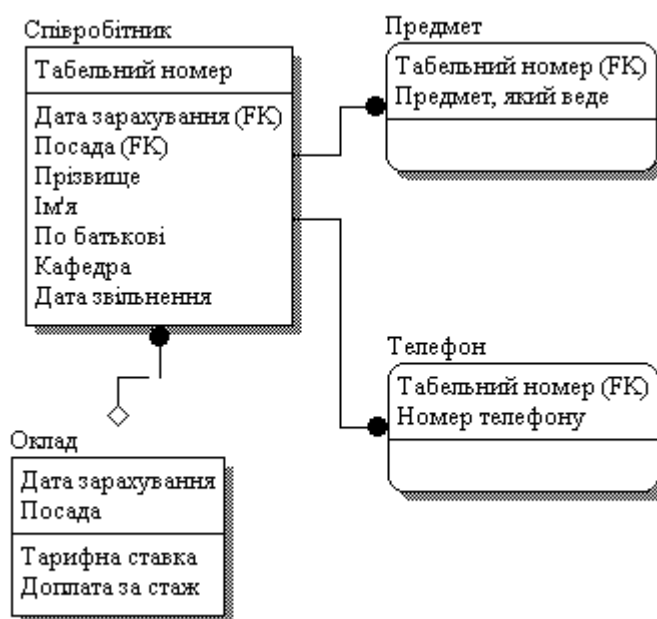 Співробітник
Табельний номер
Дата зарахування (FK)
Посада (FK)
Прізвище
Ім'я
По батькові
Кафедра
Дата звільнення
Предмет
Табельний номер (FK)
Предмет, який веде
Телефон
Табельний номер (FK)
Номер телефону
Оклад
Дата зарахування
Посада
Тарифна ставка
Доплата за стаж